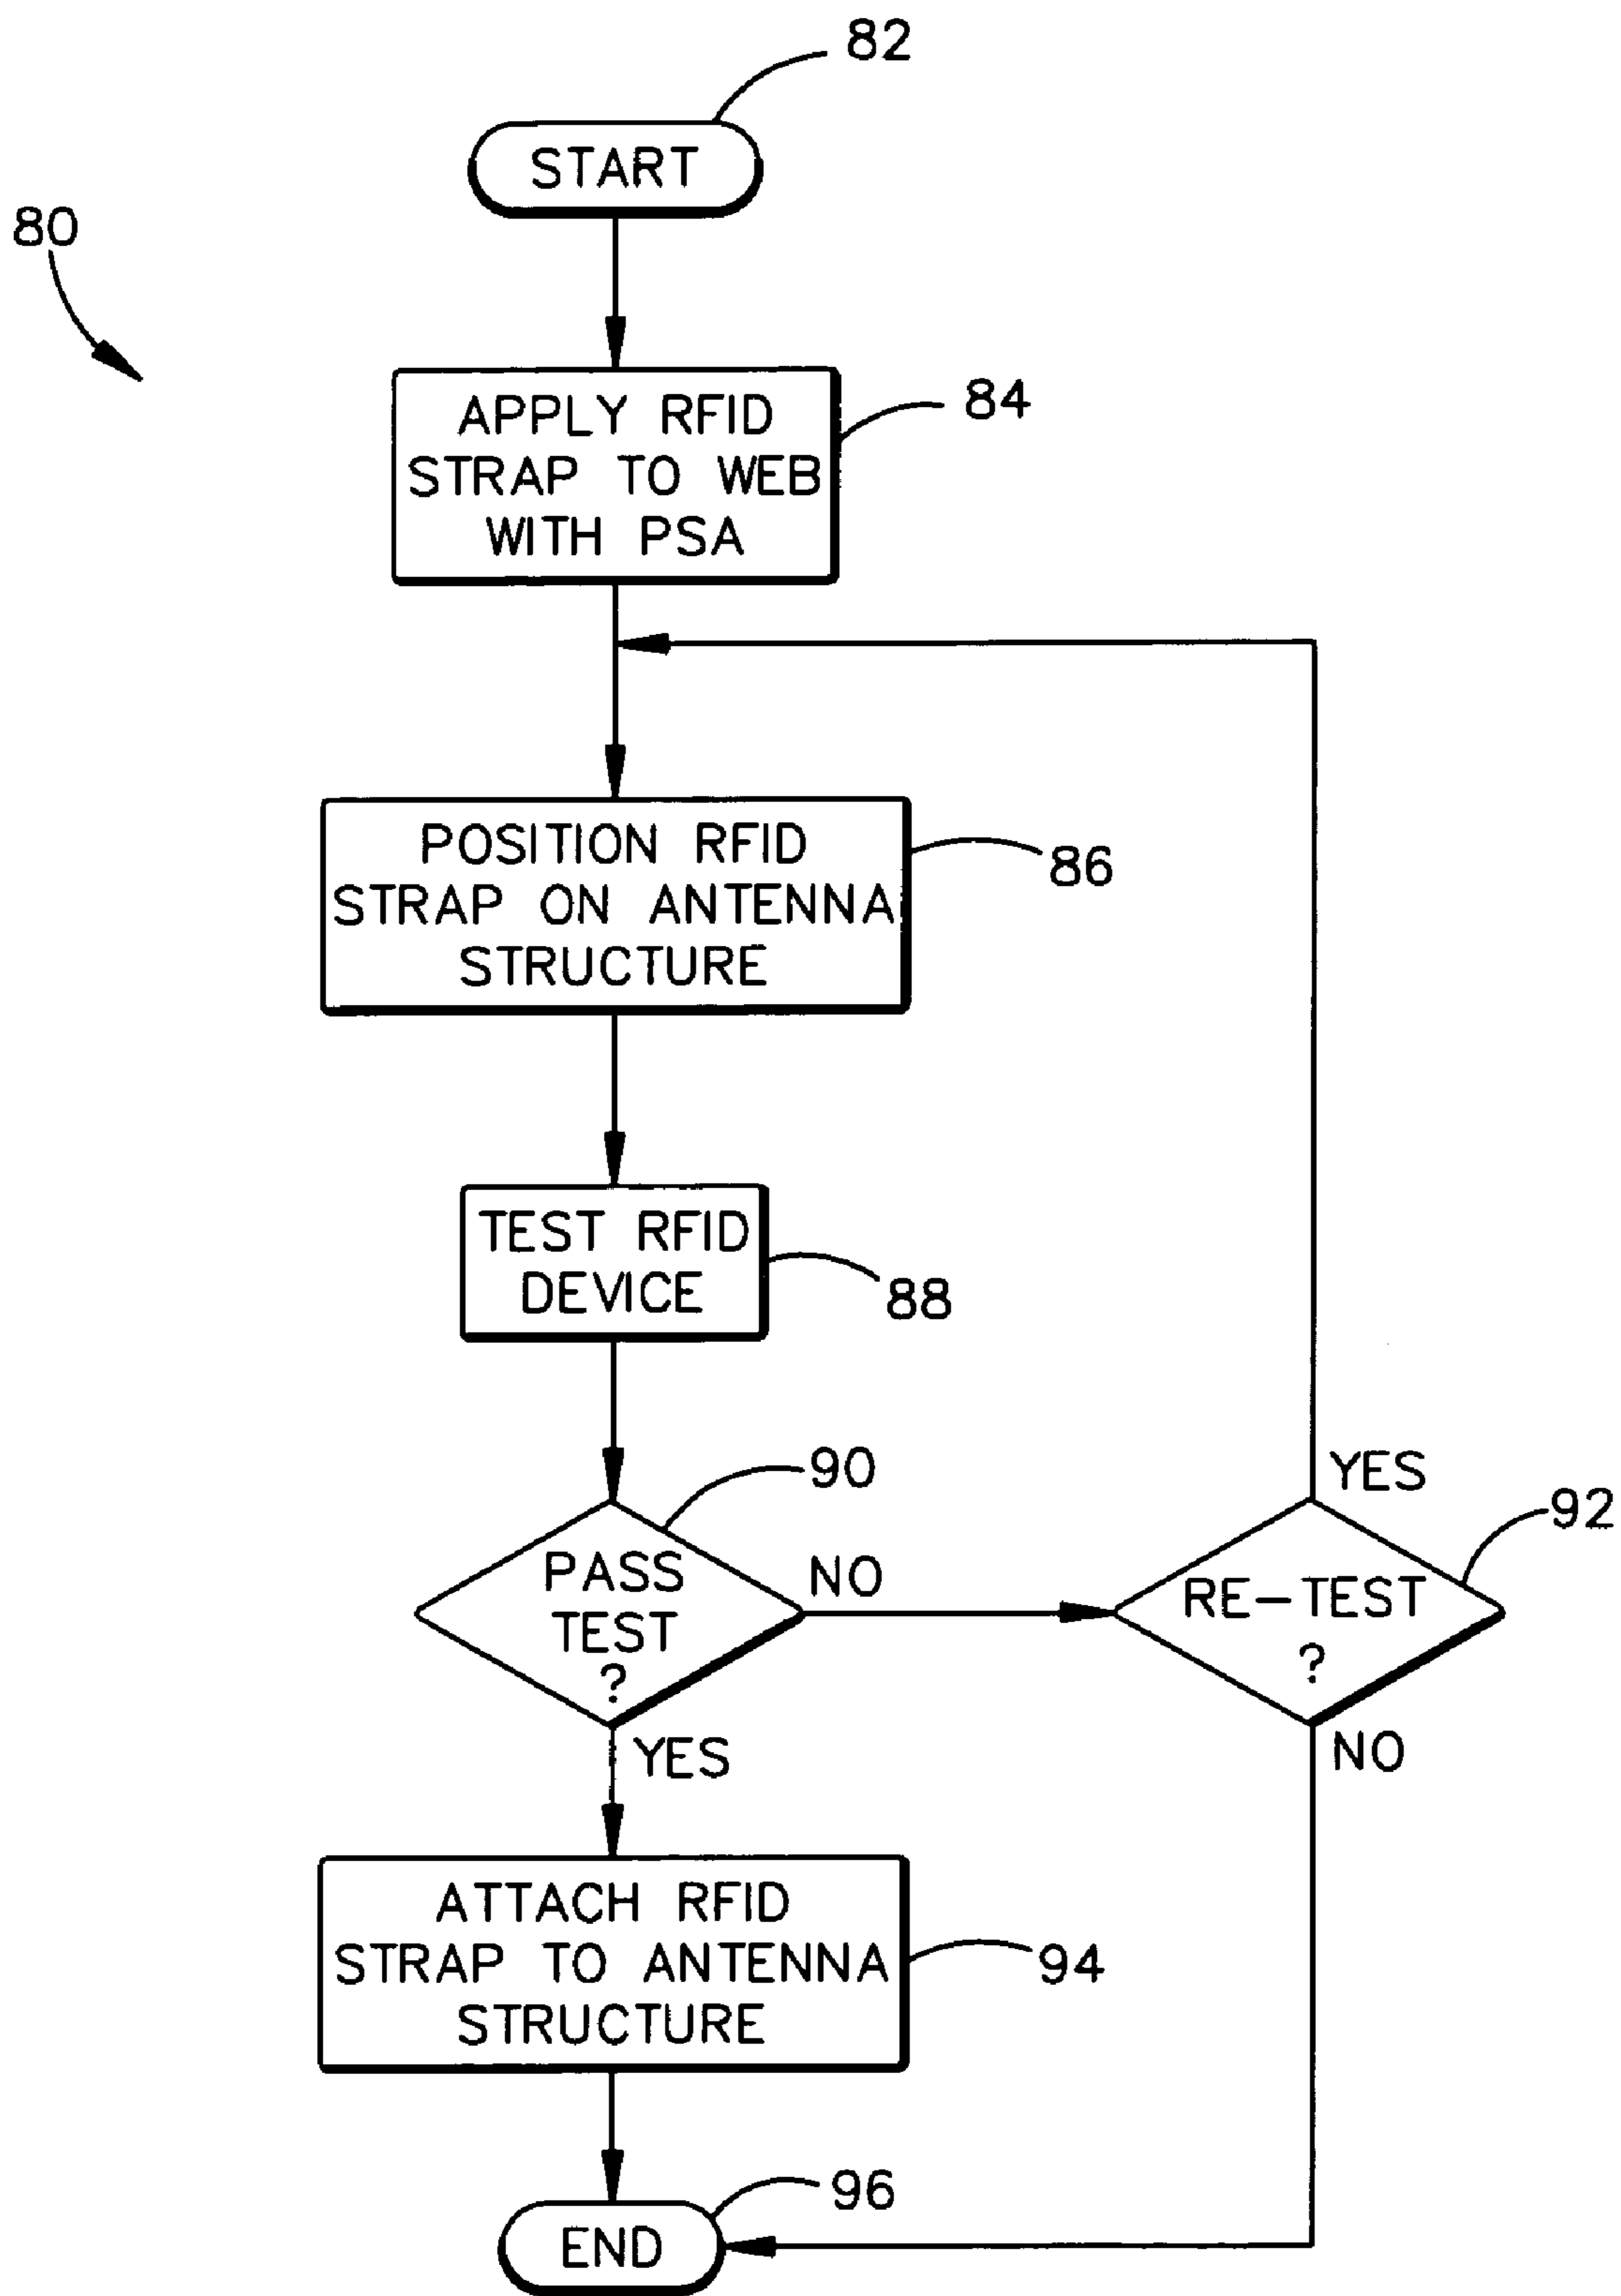 82
START
80
APPLY RFID
STRAP TO WEB
WITH PSA
84
POSITION RFID
STRAP ON ANTENNA
STRUCTURE
86
TEST RFID
DEVICE
88
90
PASS
TEST
?
NO
YES
RE-TEST
?
92
YES
NO
ATTACH RFID
STRAP TO ANTENNA
STRUCTURE
94
96
END